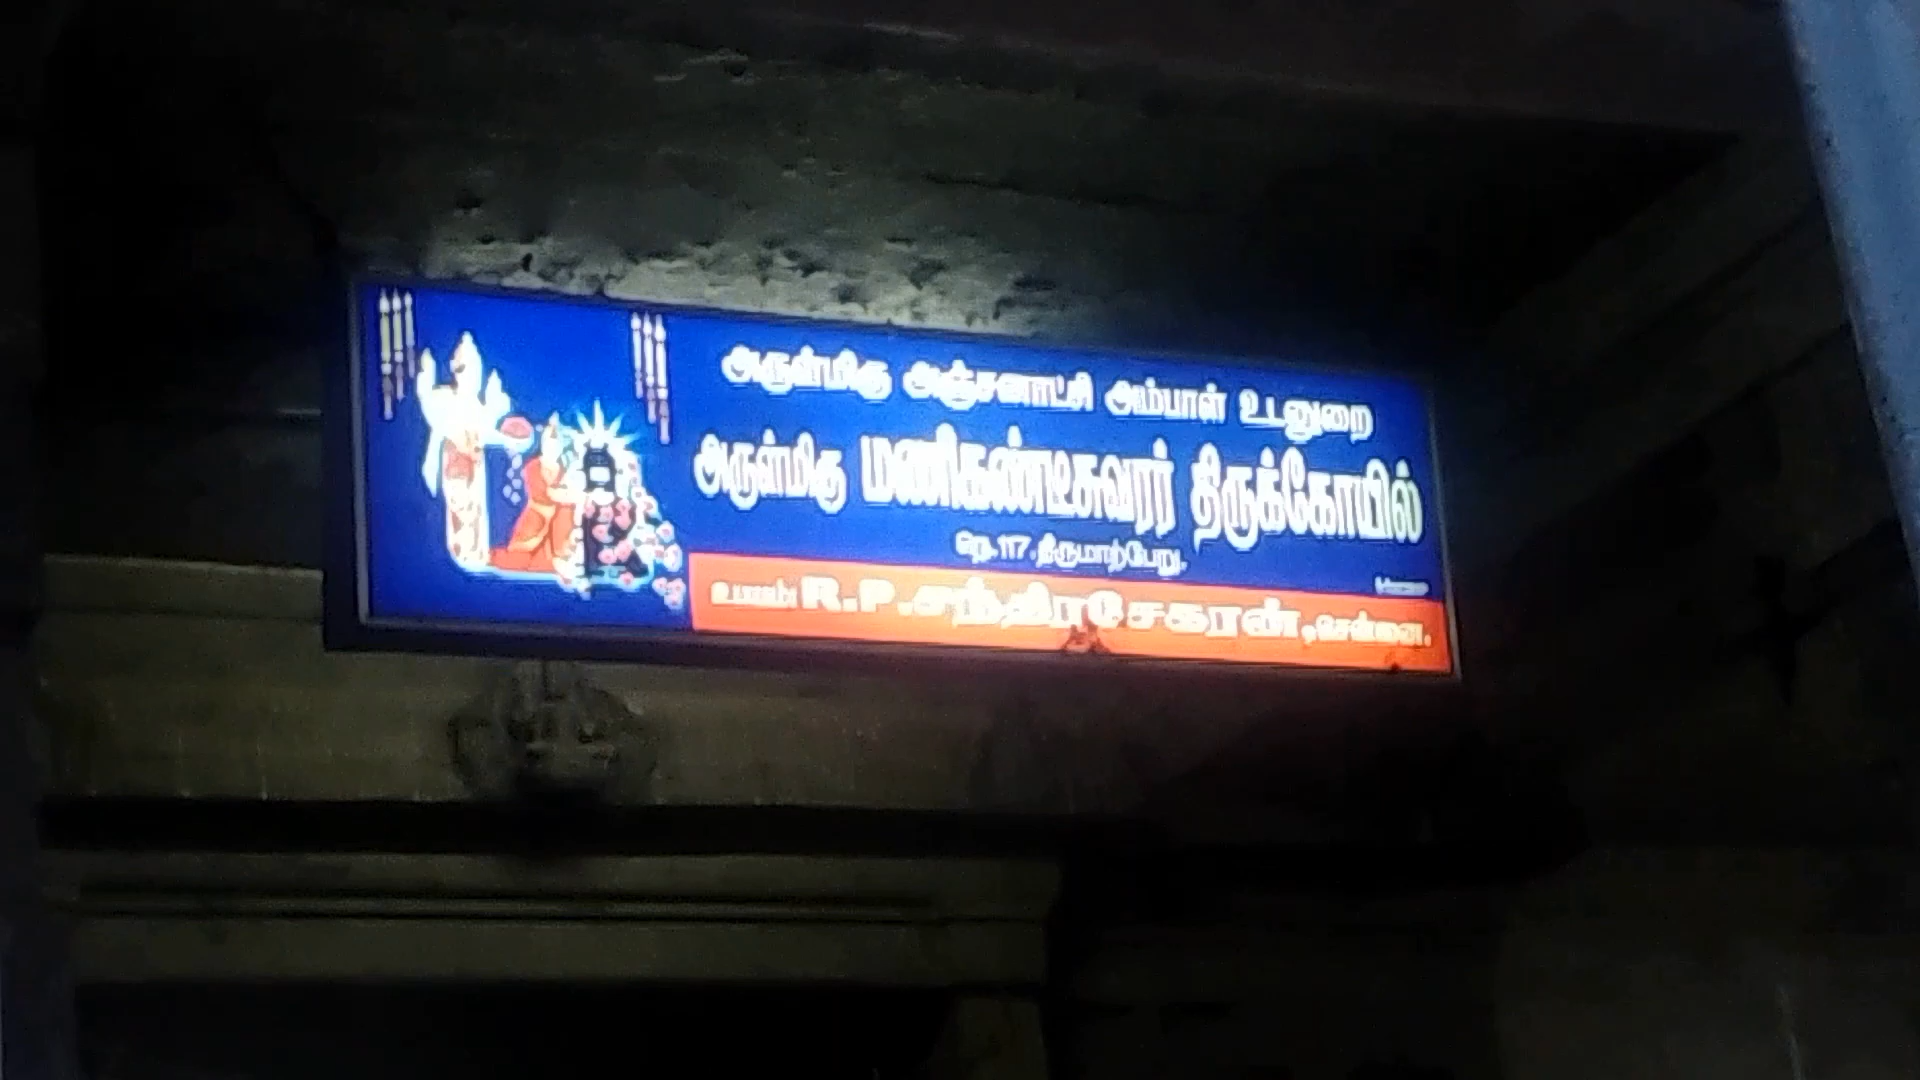 அருள்மிகு அஞ்சனாட்சி அம்பாள் உடனுறை
அருள்மிகு மணிகண்டீசுவரர் திருக்கோயில்
நெ.117.திருமாற்பேறு.
உபயம்: R.P.சந்திரசேகரன்,சென்னை.